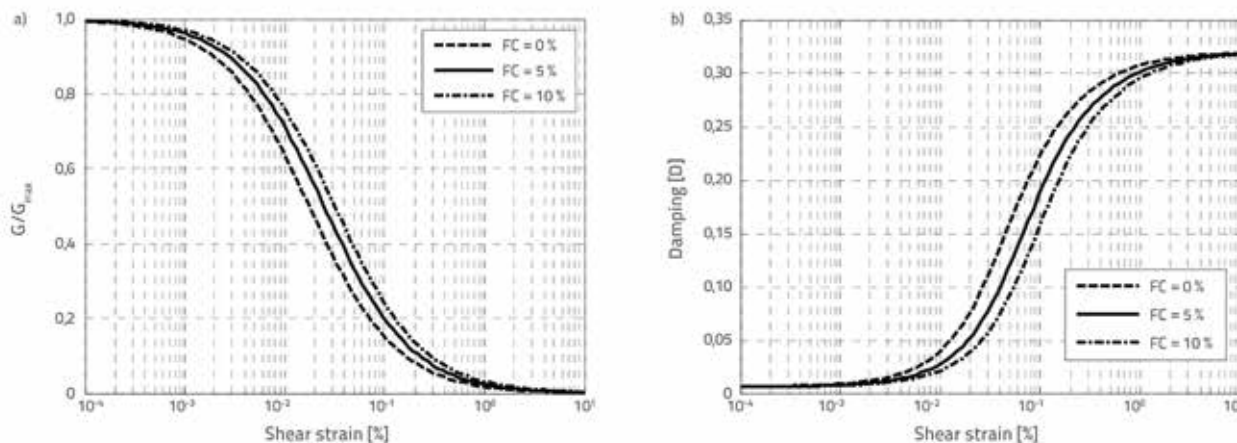 a)
1,0
0,8
0,6
0,4
0,2
0
G/Gmax
10⁻⁴ 10⁻³ 10⁻² 10⁻¹ 10⁰ 10¹
Shear strain [%]
FC = 0 %
FC = 5 %
FC = 10 %
b)
0,35
0,30
0,25
0,20
0,15
0,10
0,05
0
Damping [D]
10⁻⁴ 10⁻³ 10⁻² 10⁻¹ 10⁰ 10
Shear strain [%]
FC = 0 %
FC = 5 %
FC = 10 %